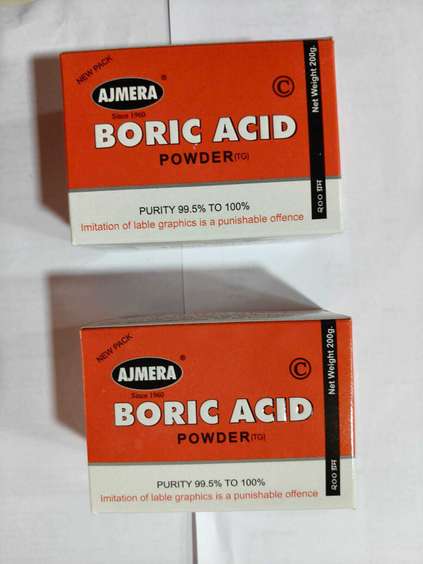 NEW PACK
AJMERA ®
Since 1960
©
BORIC ACID
POWDER (TG)
PURITY 99.5% TO 100%
Imitation of lable graphics is a punishable offence
Net Weight 200g.
२०० ग्राम
NEW PACK
AJMERA ®
Since 1960
©
BORIC ACID
POWDER (TG)
PURITY 99.5% TO 100%
Imitation of lable graphics is a punishable offence
Net Weight 200g.
२०० ग्राम